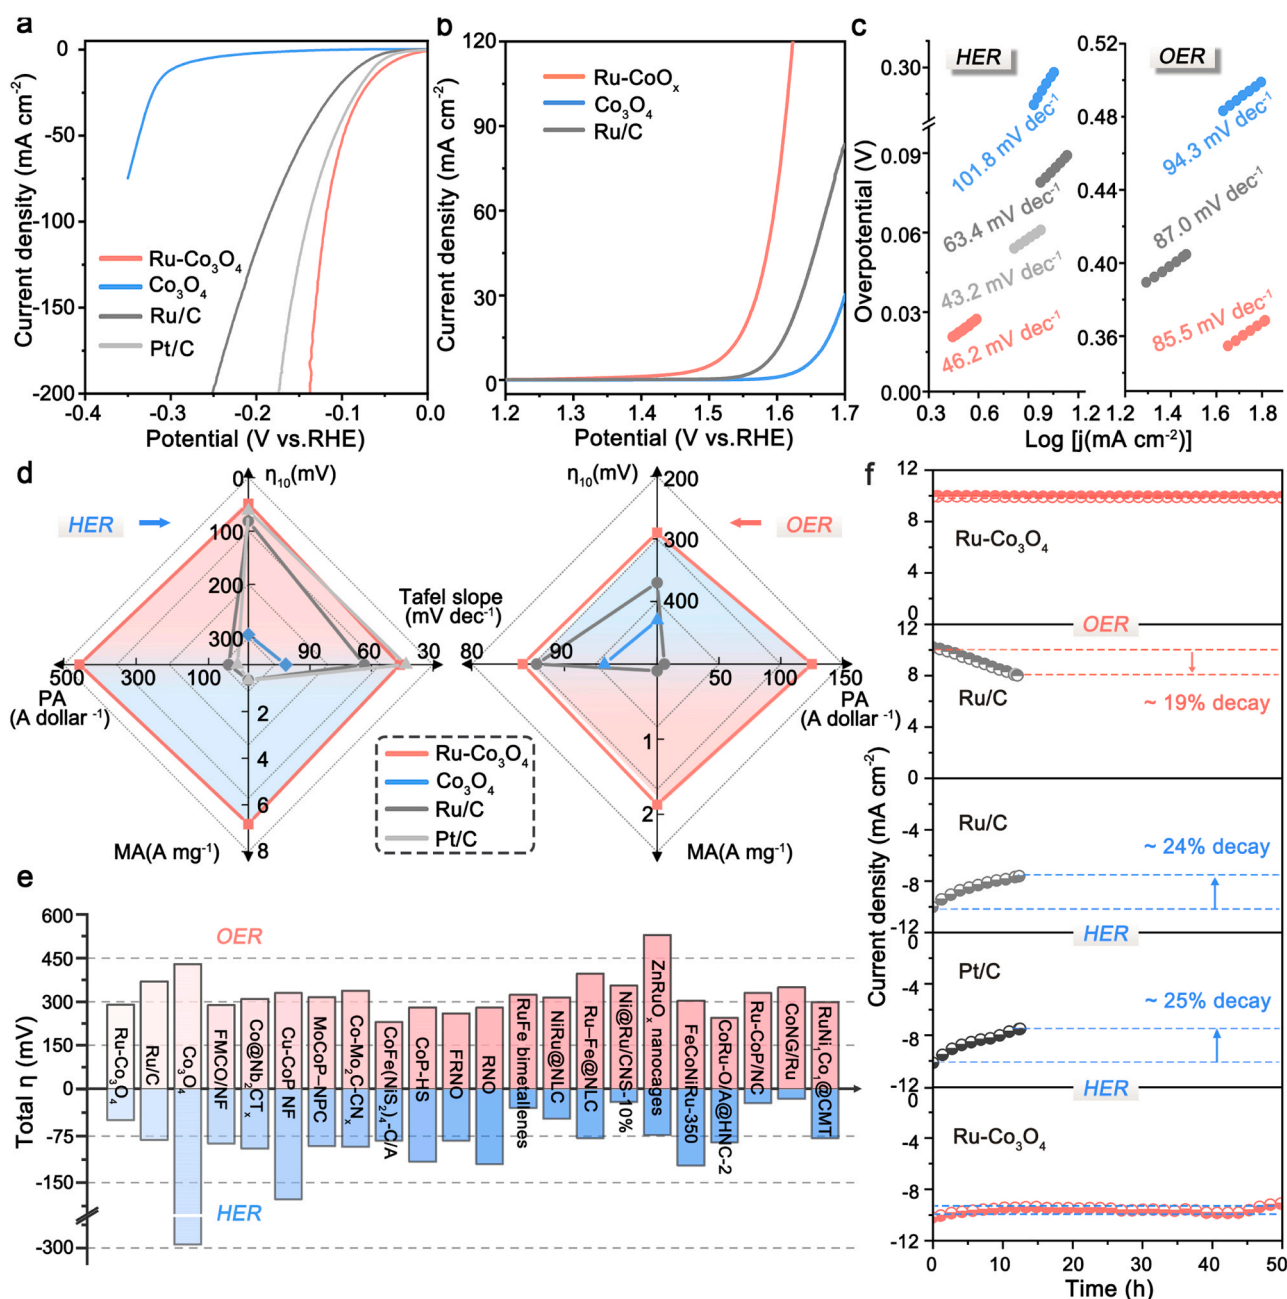 a
Current density (mA cm⁻²)
0
-50
-100
-150
-200
Ru-Co₃O₄
Co₃O₄
Ru/C
Pt/C
-0.4
-0.3
-0.2
-0.1
0.0
Potential (V vs.RHE)
b
Current density (mA cm⁻²)
120
90
60
30
0
Ru-CoOₓ
Co₃O₄
Ru/C
1.2
1.3
1.4
1.5
1.6
1.7
Potential (V vs.RHE)
c
Overpotential (V)
HER
0.30
0.09
0.06
0.03
0.00
101.8 mV dec⁻¹
63.4 mV dec⁻¹
43.2 mV dec⁻¹
46.2 mV dec⁻¹
0.3
0.6
0.9
OER
0.52
0.48
0.44
0.40
0.36
94.3 mV dec⁻¹
87.0 mV dec⁻¹
85.5 mV dec⁻¹
1.2
1.4
1.6
1.8
Log [j(mA cm⁻²)]
d
HER
η₁₀(mV)
0
100
200
300
Tafel slope
(mV dec⁻¹)
90
60
30
500
300
100
PA
(A dollar ⁻¹)
2
4
6
8
MA(A mg⁻¹)
OER
η₁₀(mV)
200
300
400
80
90
50
100
150
PA
(A dollar ⁻¹)
1
2
MA(A mg⁻¹)
Ru-Co₃O₄
Co₃O₄
Ru/C
Pt/C
e
Total η (mV)
600
450
300
150
0
-75
-150
-300
OER
HER
Ru-Co₃O₄
Ru/C
Co₃O₄
FMCO/NF
Co@Nb₂CTₓ
Cu-CoP NF
MoCoP–NPC
Co-Mo₂C-CNₓ
CoFe(NiS₂)₄-C/A
CoP-HS
FRNO
RNO
RuFe bimetallenes
NiRu@NLC
Ru–Fe@NLC
Ni@Ru/CNS-10%
ZnRuOₓ nanocages
FeCoNiRu-350
CoRu-O/A@HNC-2
Ru-CoP/NC
CoNG/Ru
RuNi₁Co₁@CMT
f
Current density (mA cm⁻²)
12
8
4
0
Ru-Co₃O₄
OER
12
8
4
0
Ru/C
~ 19% decay
-4
-8
-12
Ru/C
~ 24% decay
HER
0
-4
-8
-12
Pt/C
~ 25% decay
HER
0
-4
-8
-12
Ru-Co₃O₄
0
10
20
30
40
50
Time (h)